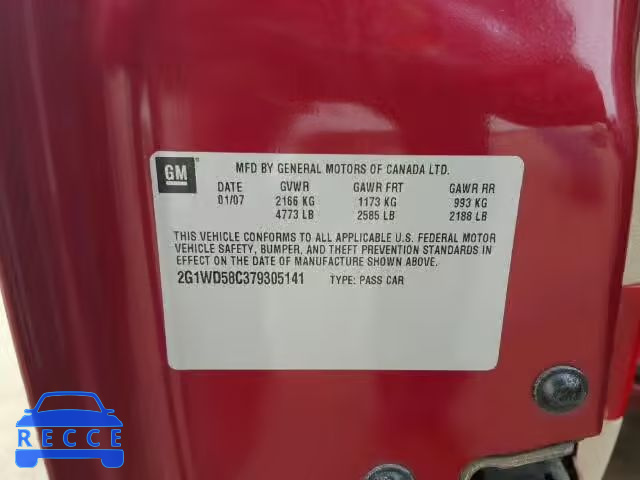 GM
MFD BY GENERAL MOTORS OF CANADA LTD.
DATE GVWR GAWR FRT GAWR RR
01/07 2166 KG 1173 KG 993 KG
4773 LB 2585 LB 2188 LB
THIS VEHICLE CONFORMS TO ALL APPLICABLE U.S. FEDERAL MOTOR
VEHICLE SAFETY, BUMPER, AND THEFT PREVENTION STANDARDS IN
EFFECT ON THE DATE OF MANUFACTURE SHOWN ABOVE.
2G1WD58C379305141 TYPE: PASS CAR
RECCE